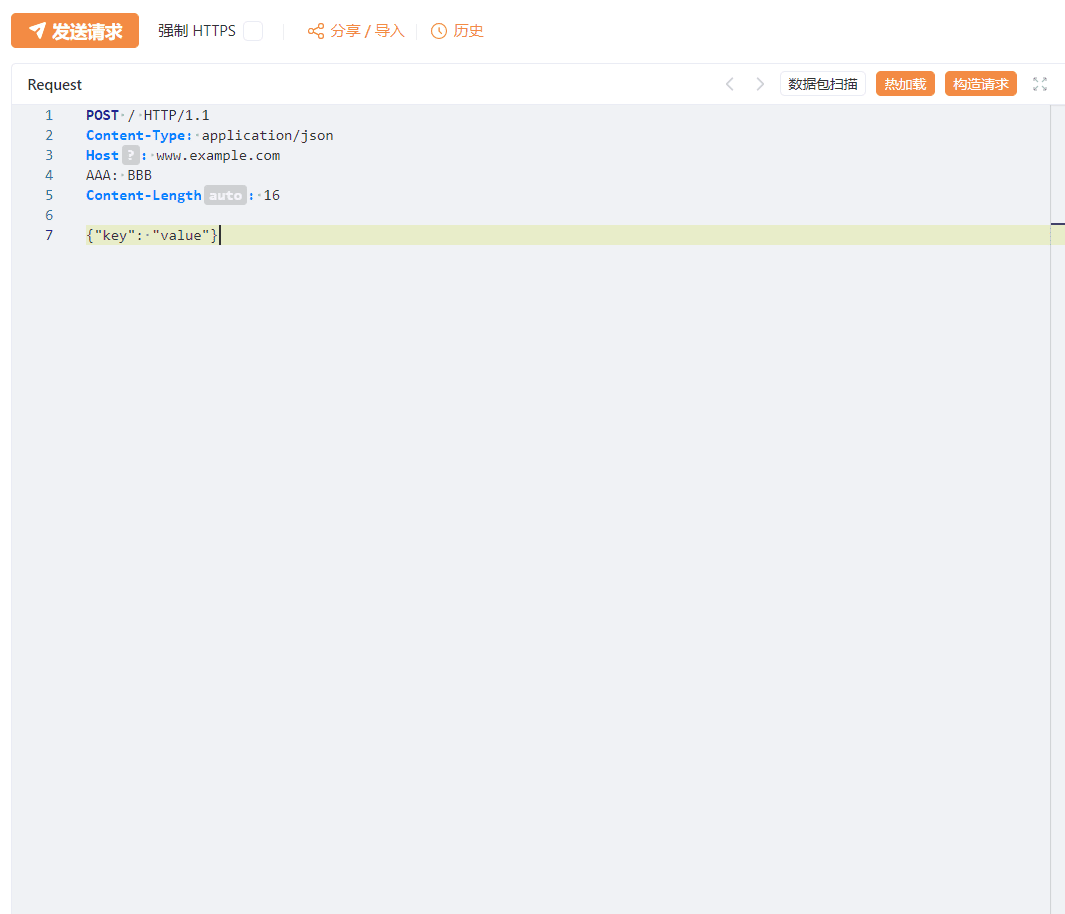 发送请求 强制 HTTPS 分享 / 导入 历史
Request 数据包扫描 热加载 构造请求
1 POST / HTTP/1.1
2 Content-Type: application/json
3 Host ? : www.example.com
4 AAA: BBB
5 Content-Length auto : 16
6
7 {"key": "value"}